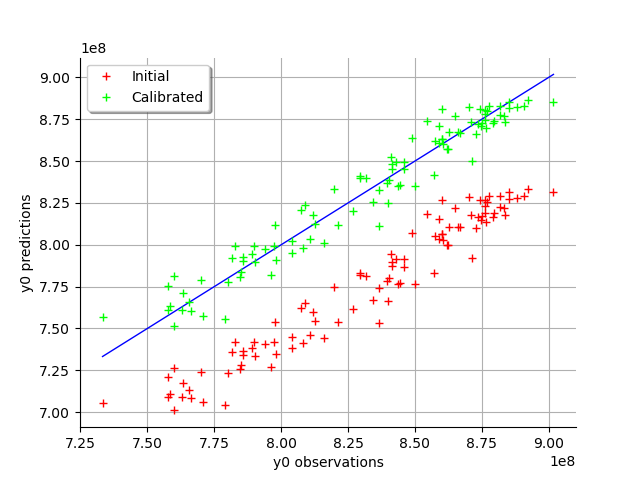 1e8
9.00
8.75
8.50
8.25
8.00
7.75
7.50
7.25
7.00
y0 predictions
Initial
Calibrated
7.25 7.50 7.75 8.00 8.25 8.50 8.75 9.00
y0 observations
1e8